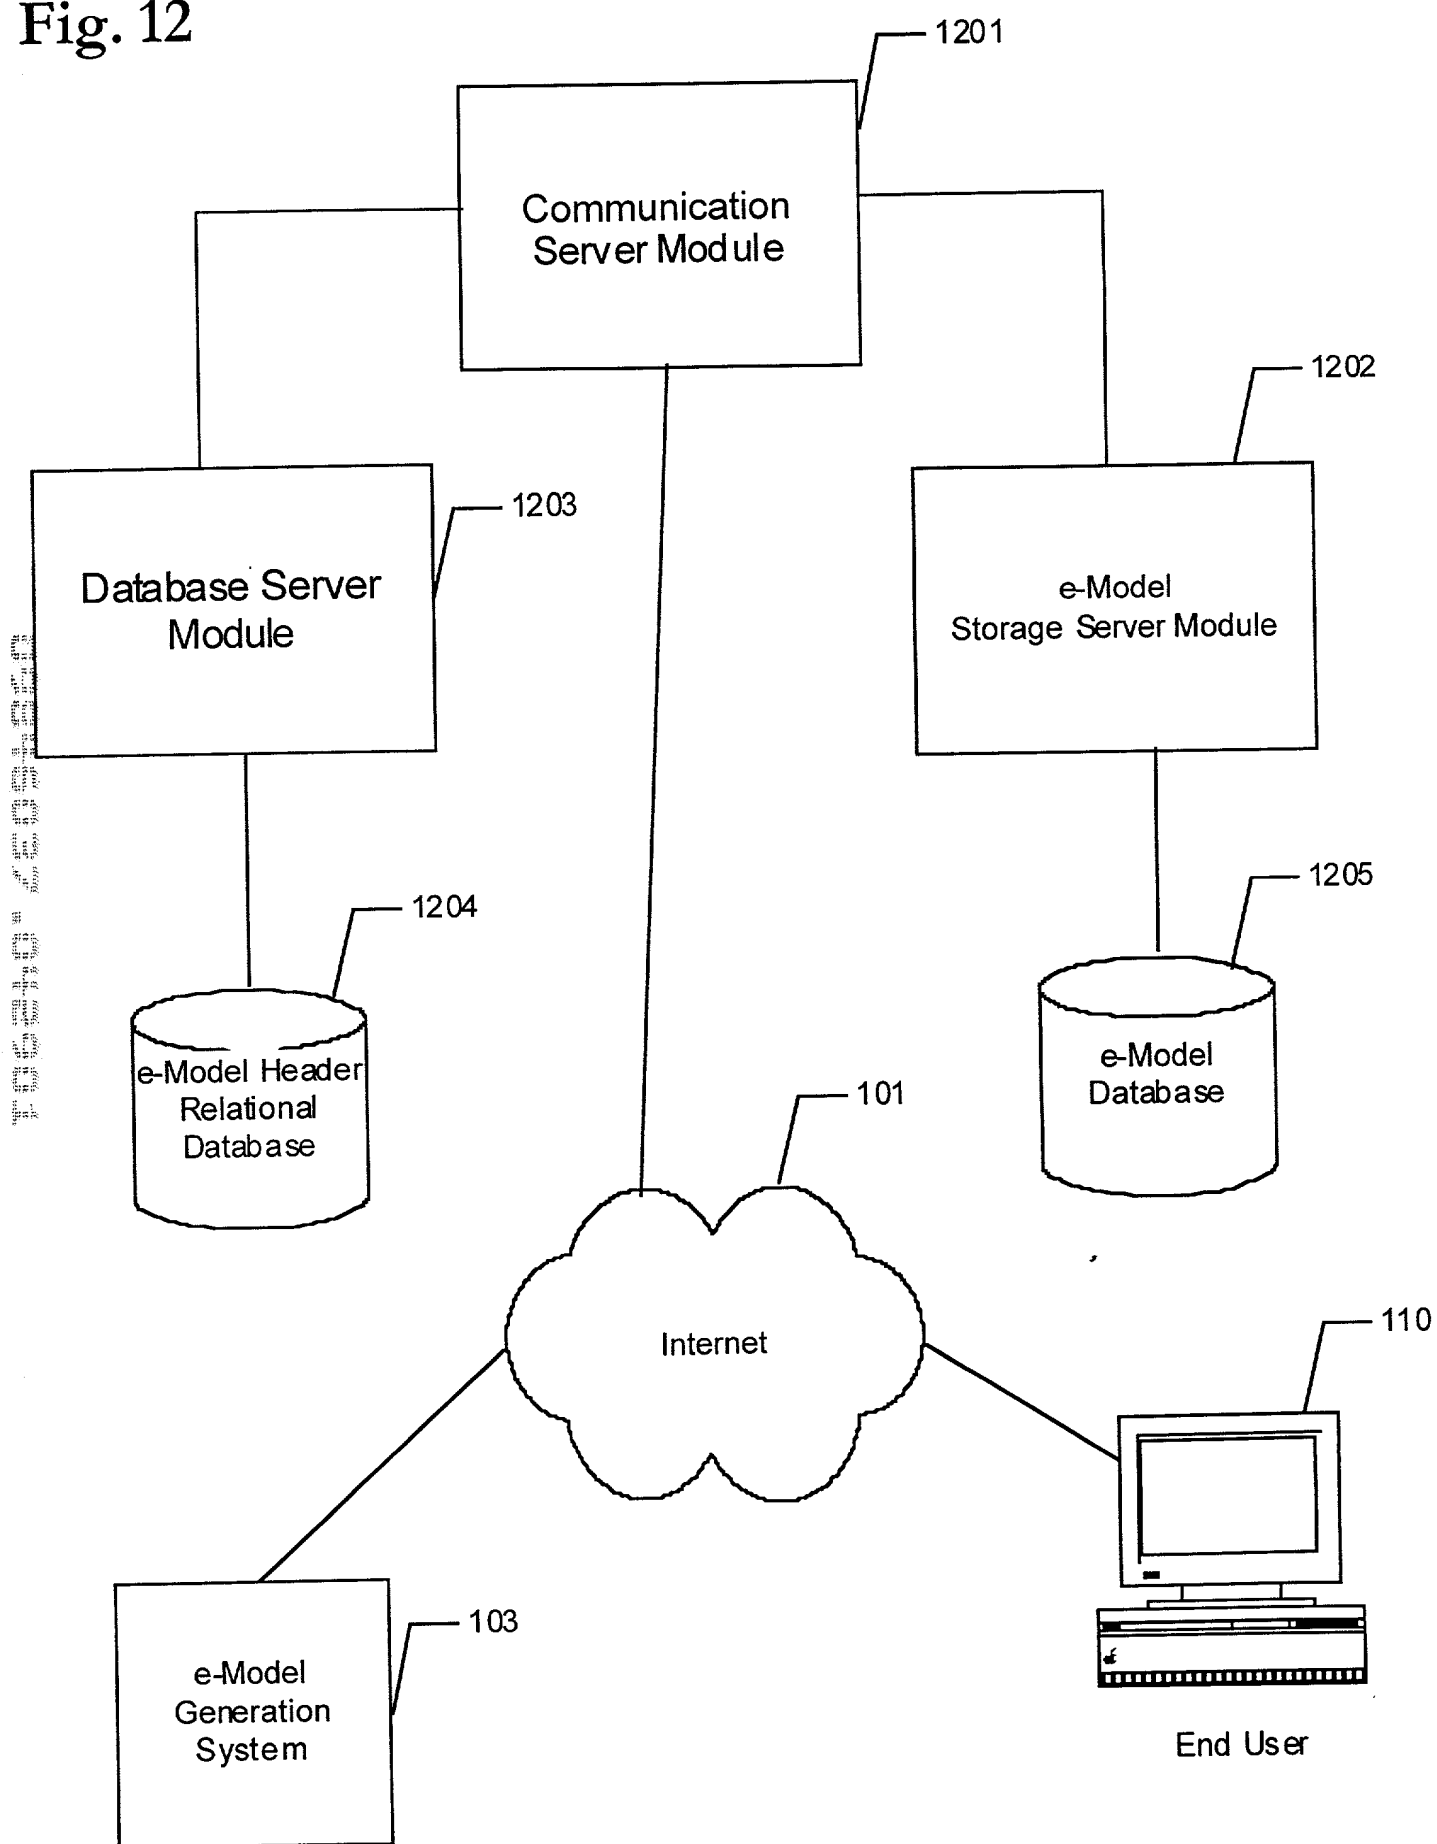 Fig. 12
1201
Communication
Server Module
1202
1203
Database Server
Module
e-Model
Storage Server Module
1204
1205
e-Model Header
Relational
Database
e-Model
Database
101
Internet
110
103
e-Model
Generation
System
End User